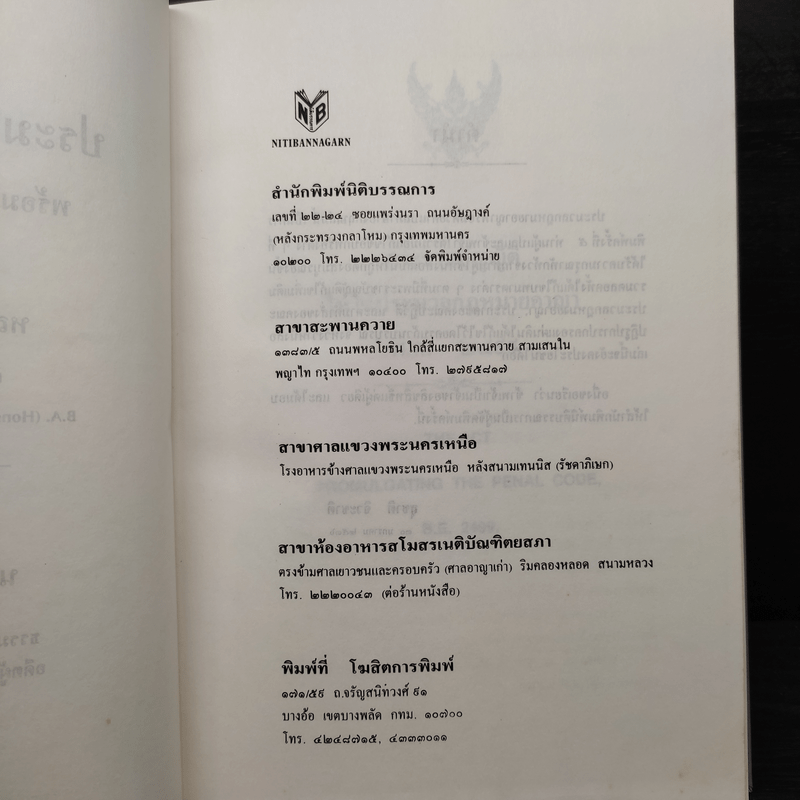 NYB
NITIBANNAGARN
สำนักพิมพ์นิติบรรณการ
เลขที่ ๒๒-๒๔ ซอยแพร่งนรา ถนนอัษฎางค์
(หลังกระทรวงกลาโหม) กรุงเทพมหานคร
๑๐๒๐๐ โทร. ๒๒๒๖๔๓๔ จัดพิมพ์จำหน่าย
สาขาสะพานควาย
๑๓๘๓/๕ ถนนพหลโยธิน ใกล้สี่แยกสะพานควาย สามเสนใน
พญาไท กรุงเทพฯ ๑๐๔๐๐ โทร. ๒๗๙๕๘๑๗
สาขาศาลแขวงพระนครเหนือ
โรงอาหารข้างศาลแขวงพระนครเหนือ หลังสนามเทนนิส (รัชดาภิเษก)
สาขาห้องอาหารสโมสรเนติบัณฑิตยสภา
ตรงข้ามศาลเยาวชนและครอบครัว (ศาลอาญาเก่า) ริมคลองหลอด สนามหลวง
โทร. ๒๒๒๐๐๔๓ (ต่อร้านหนังสือ)
พิมพ์ที่ โฆสิตการพิมพ์
๑๗๑/๕๙ ถ.จรัญสนิทวงศ์ ๙๑
บางอ้อ เขตบางพลัด กทม. ๑๐๗๐๐
โทร. ๔๒๔๘๗๑๕, ๔๓๓๓๐๑๑